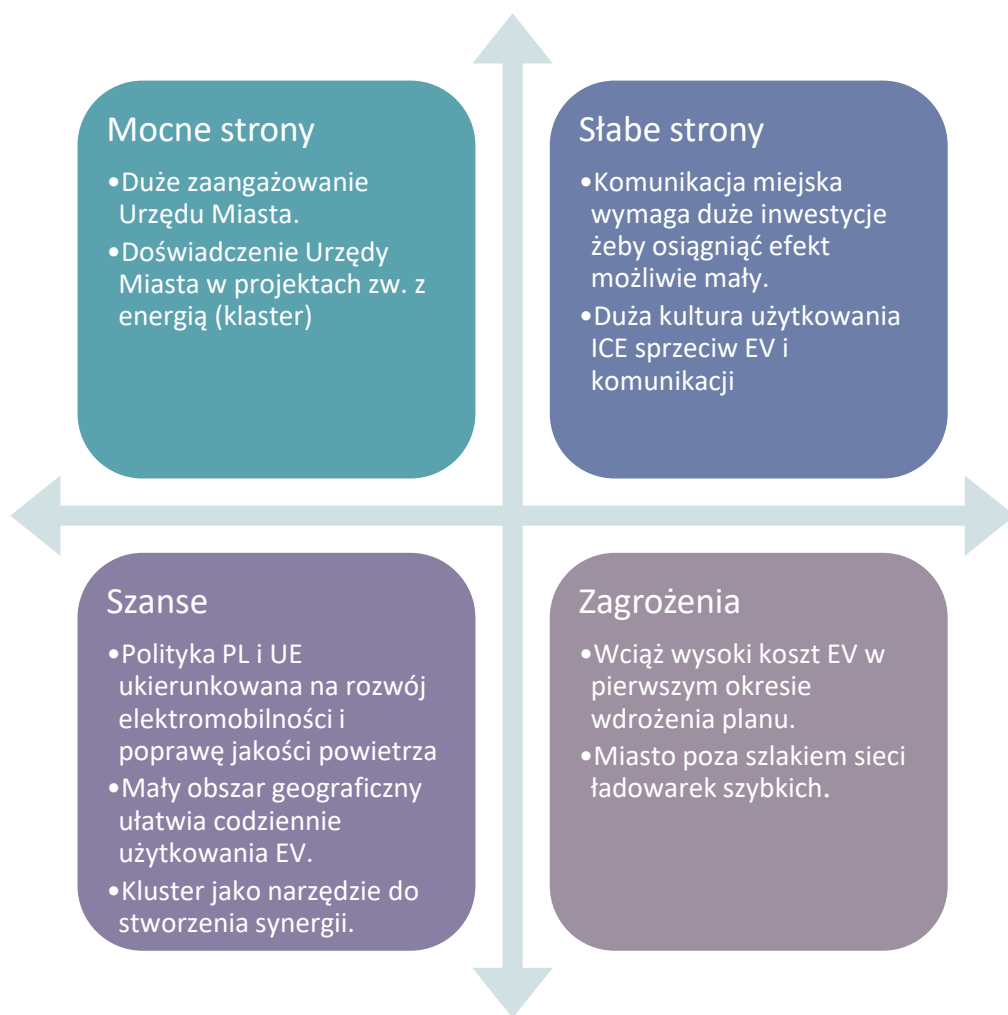 Mocne strony
•Duże zaangażowanie
Urzędu Miasta.
•Doświadczenie Urzędy
Miasta w projektach zw. z
energią (klaster)
Słabe strony
•Komunikacja miejska
wymaga duże inwestycje
żeby osiągnąć efekt
możliwie mały.
•Duża kultura użytkowania
ICE sprzeciw EV i
komunikacji
Szanse
•Polityka PL i UE
ukierunkowana na rozwój
elektromobilności i
poprawę jakości powietrza
•Mały obszar geograficzny
ułatwia codziennie
użytkowania EV.
•Kluster jako narzędzie do
stworzenia synergii.
Zagrożenia
•Wciąż wysoki koszt EV w
pierwszym okresie
wdrożenia planu.
•Miasto poza szlakiem sieci
ładowarek szybkich.